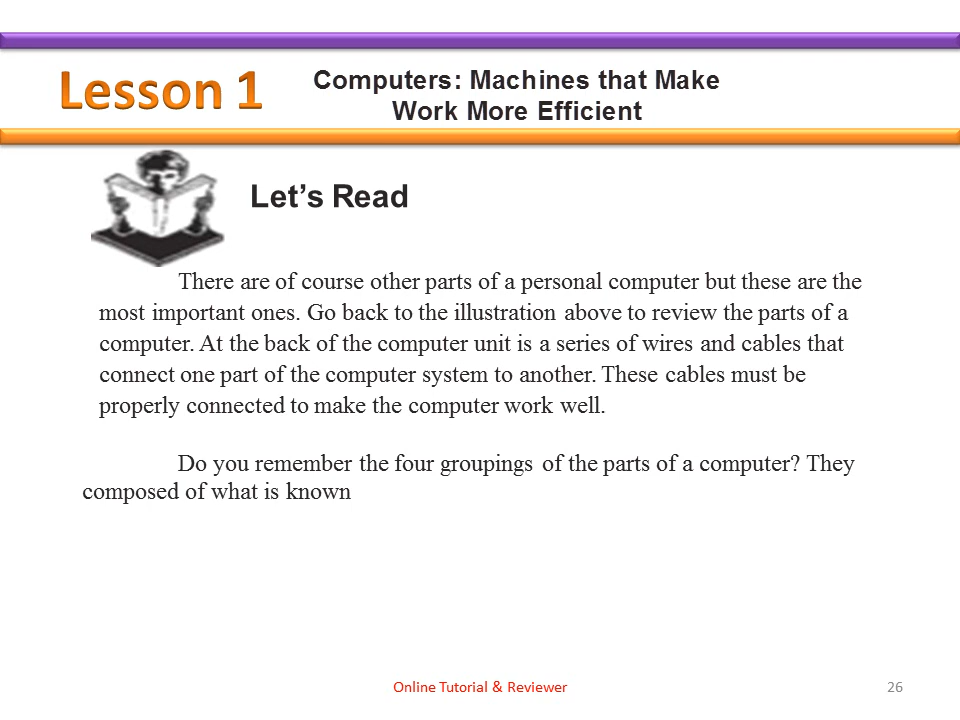 Lesson 1
Computers: Machines that Make
Work More Efficient
Let’s Read
There are of course other parts of a personal computer but these are the
most important ones. Go back to the illustration above to review the parts of a
computer. At the back of the computer unit is a series of wires and cables that
connect one part of the computer system to another. These cables must be
properly connected to make the computer work well.
Do you remember the four groupings of the parts of a computer? They
composed of what is known
Online Tutorial & Reviewer
26